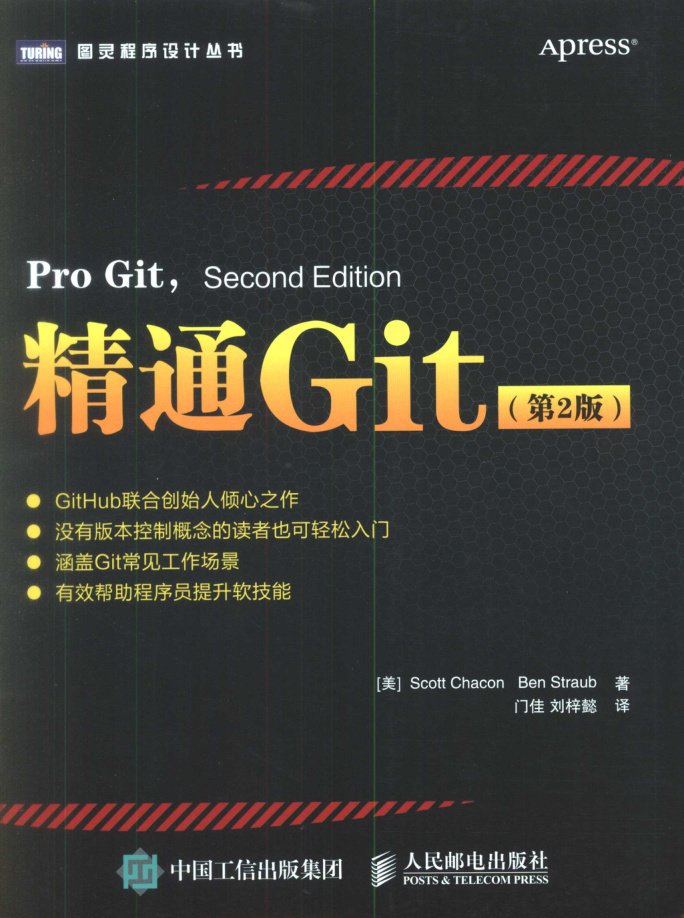 TURING 图灵程序设计丛书
Apress®
Pro Git, Second Edition
精通Git（第2版）
● GitHub联合创始人倾心之作
● 没有版本控制概念的读者也可轻松入门
● 涵盖Git常见工作场景
● 有效帮助程序员提升软技能
[美] Scott Chacon Ben Straub 著
门佳 刘梓懿 译
中国工信出版集团
人民邮电出版社
POSTS & TELECOM PRESS